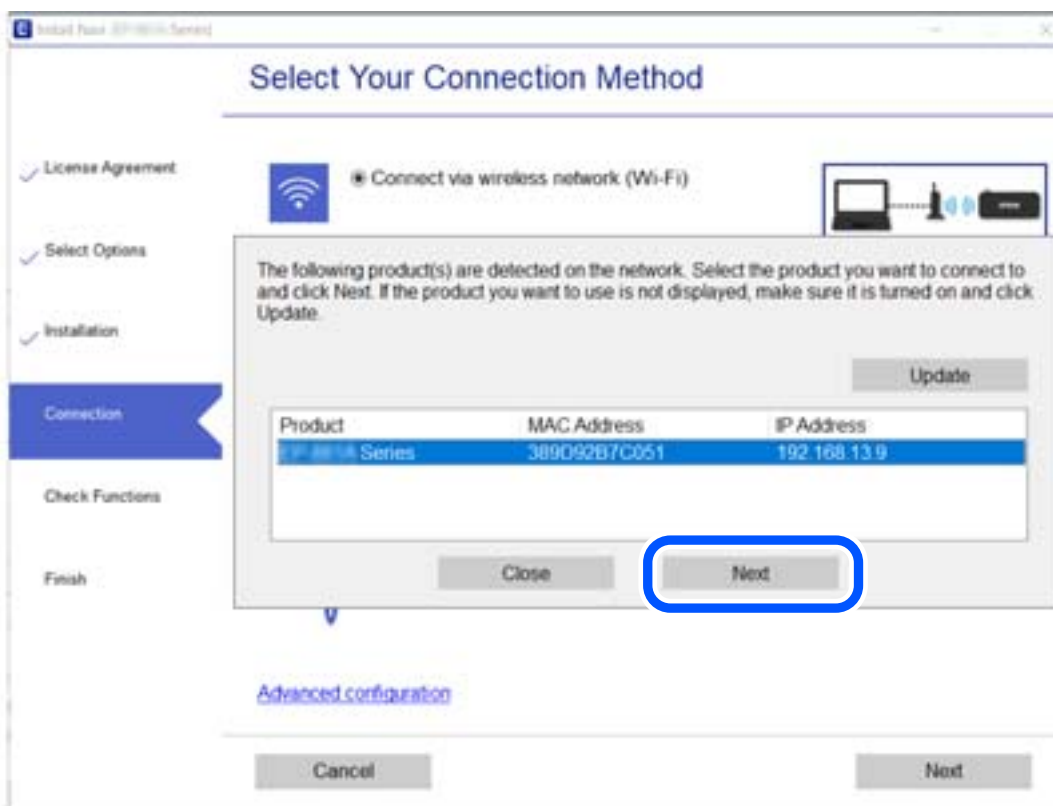 Install Navi
Series]
Select Your Connection Method
License Agreement
Select Options
Installation
Connection
Check Functions
Finish
Connect via wireless network (Wi-Fi)
The following product(s) are detected on the network. Select the product you want to connect to
and click Next. If the product you want to use is not displayed, make sure it is turned on and click
Update.
Update
Product MAC Address IP Address
Series 389D92B7C051 192.168.13.9
Close Next
Advanced configuration
Cancel Next